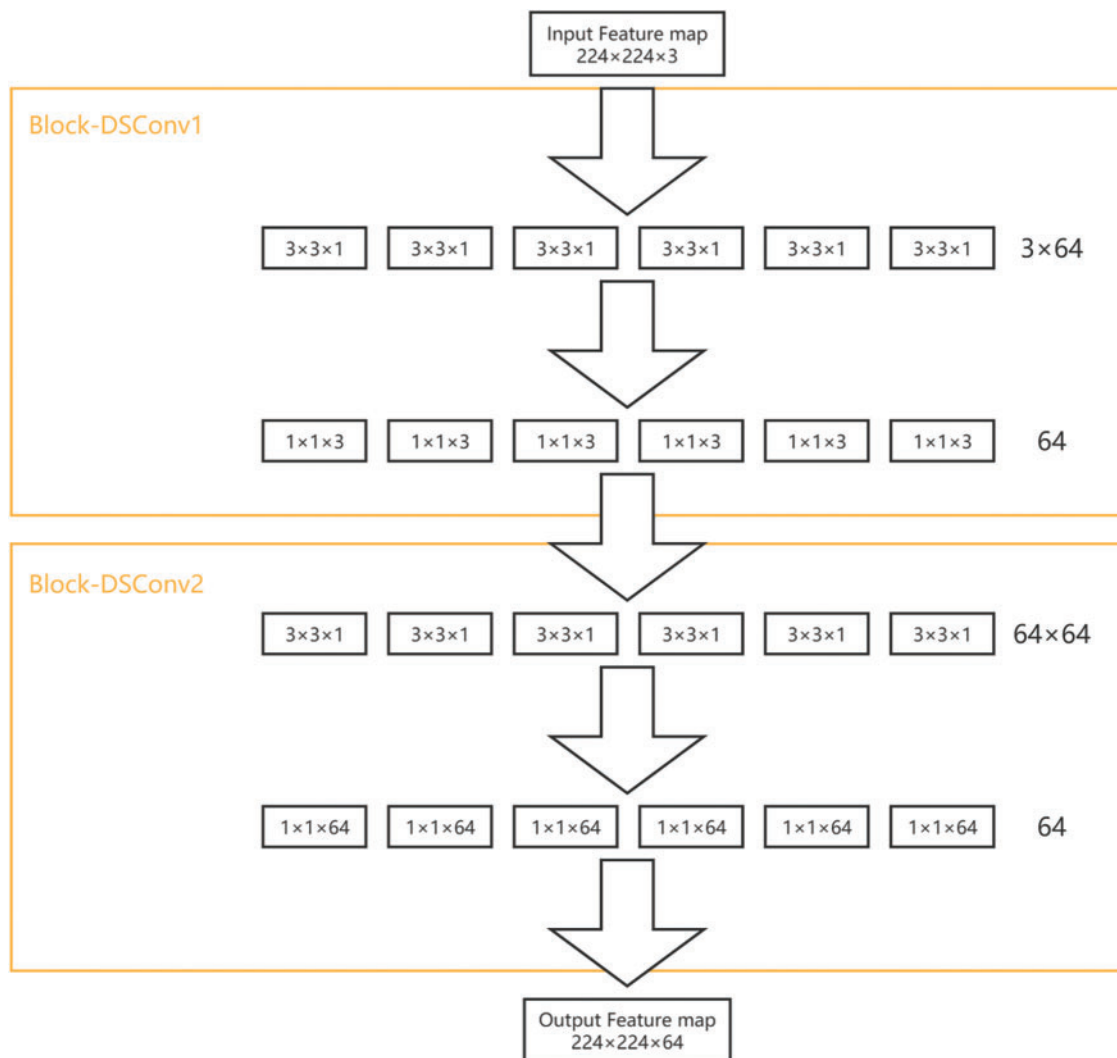 Input Feature map
224×224×3
Block-DSConv1
3×3×1 3×3×1 3×3×1 3×3×1 3×3×1 3×3×1 3×64
1×1×3 1×1×3 1×1×3 1×1×3 1×1×3 1×1×3 64
Block-DSConv2
3×3×1 3×3×1 3×3×1 3×3×1 3×3×1 3×3×1 64×64
1×1×64 1×1×64 1×1×64 1×1×64 1×1×64 1×1×64 64
Output Feature map
224×224×64